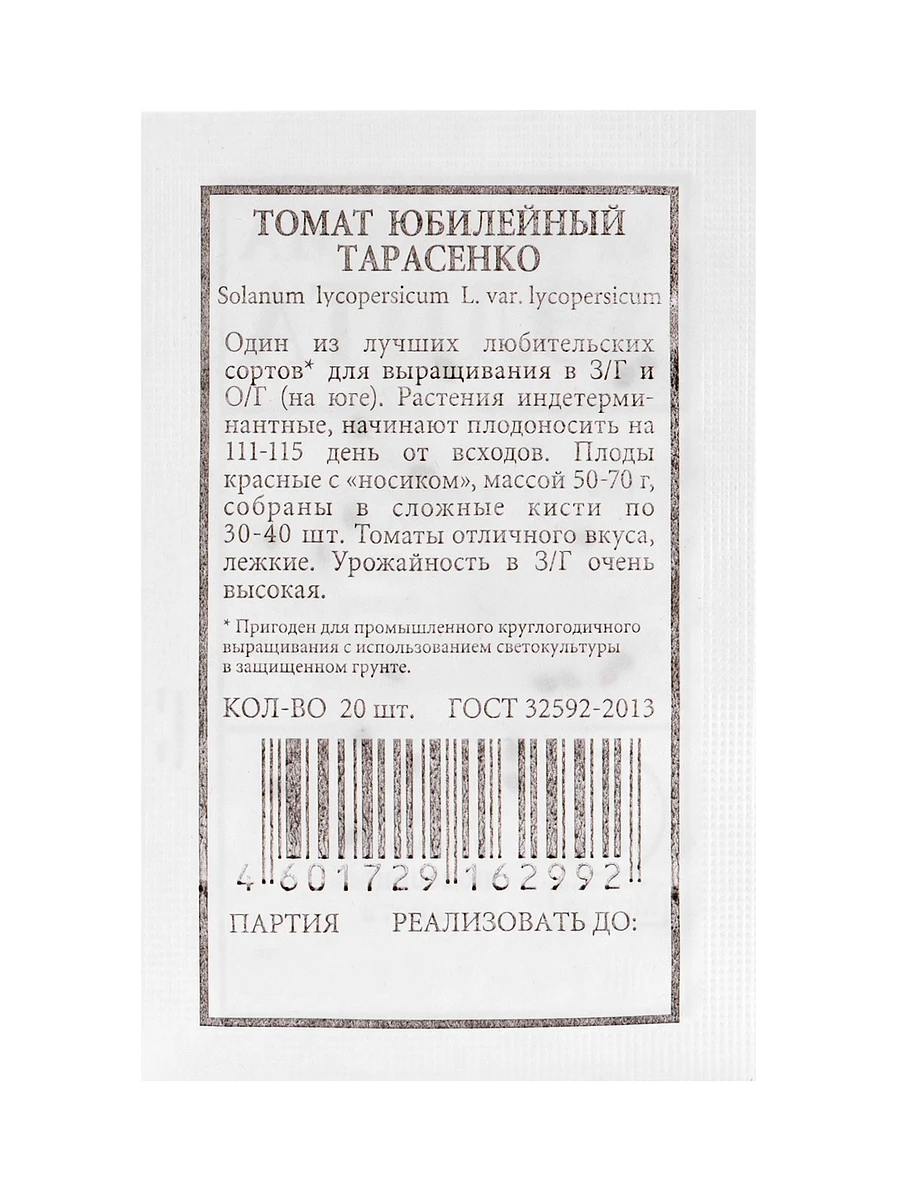 ТОМАТ ЮБИЛЕЙНЫЙ
ТАРАСЕНКО
Solanum lycopersicum L. var. lycopersicum
Один из лучших любительских
сортов* для выращивания в З/Г и
О/Г (на юге). Растения индетерми-
нантные, начинают плодоносить на
111-115 день от всходов. Плоды
красные с «носиком», массой 50-70 г,
собраны в сложные кисти по
30-40 шт. Томаты отличного вкуса,
лежкие. Урожайность в З/Г очень
высокая.
* Пригоден для промышленного круглогодичного
выращивания с использованием светокультуры
в защищенном грунте.
КОЛ-ВО 20 шт. ГОСТ 32592-2013
4 601729 162992
ПАРТИЯ РЕАЛИЗОВАТЬ ДО: